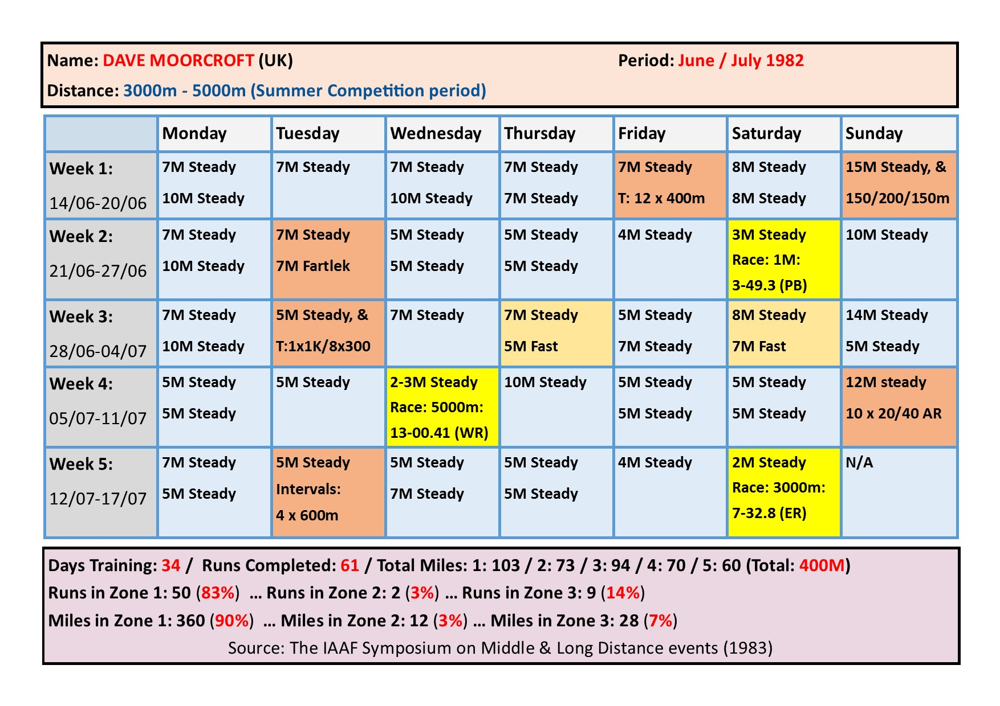 Name: DAVE MOORCROFT (UK) Period: June / July 1982
Distance: 3000m - 5000m (Summer Competition period)
Monday Tuesday Wednesday Thursday Friday Saturday Sunday
Week 1:
14/06-20/06
7M Steady
10M Steady
7M Steady
7M Steady
10M Steady
7M Steady
7M Steady
7M Steady
T: 12 x 400m
8M Steady
8M Steady
15M Steady, &
150/200/150m
Week 2:
21/06-27/06
7M Steady
10M Steady
7M Steady
7M Fartlek
5M Steady
5M Steady
5M Steady
5M Steady
4M Steady
3M Steady
Race: 1M:
3-49.3 (PB)
10M Steady
Week 3:
28/06-04/07
7M Steady
10M Steady
5M Steady, &
T:1x1K/8x300
7M Steady
7M Steady
5M Fast
5M Steady
7M Steady
8M Steady
7M Fast
14M Steady
5M Steady
Week 4:
05/07-11/07
5M Steady
5M Steady
5M Steady
2-3M Steady
Race: 5000m:
13-00.41 (WR)
10M Steady
5M Steady
5M Steady
5M Steady
5M Steady
12M steady
10 x 20/40 AR
Week 5:
12/07-17/07
7M Steady
5M Steady
5M Steady
Intervals:
4 x 600m
5M Steady
7M Steady
5M Steady
5M Steady
4M Steady
2M Steady
Race: 3000m:
7-32.8 (ER)
N/A
Days Training: 34 / Runs Completed: 61 / Total Miles: 1: 103 / 2: 73 / 3: 94 / 4: 70 / 5: 60 (Total: 400M)
Runs in Zone 1: 50 (83%) ... Runs in Zone 2: 2 (3%) ... Runs in Zone 3: 9 (14%)
Miles in Zone 1: 360 (90%) ... Miles in Zone 2: 12 (3%) ... Miles in Zone 3: 28 (7%)
Source: The IAAF Symposium on Middle & Long Distance events (1983)